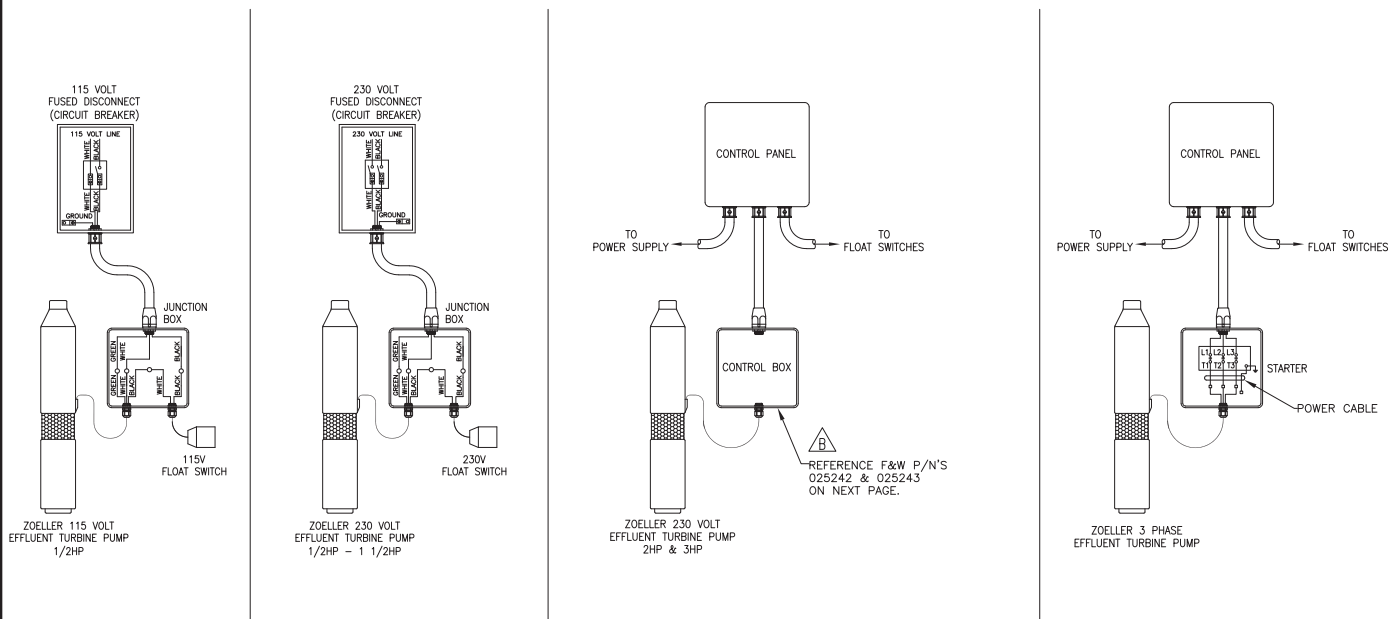 115 VOLT
FUSED DISCONNECT
(CIRCUIT BREAKER)
115 VOLT LINE
WHITE
BLACK
WHITE
BLACK
GROUND
JUNCTION
BOX
GREEN
WHITE
BLACK
GREEN
WHITE
BLACK
WHITE
BLACK
115V
FLOAT SWITCH
ZOELLER 115 VOLT
EFFLUENT TURBINE PUMP
1/2HP
230 VOLT
FUSED DISCONNECT
(CIRCUIT BREAKER)
230 VOLT LINE
WHITE
BLACK
WHITE
BLACK
GROUND
JUNCTION
BOX
GREEN
WHITE
BLACK
GREEN
WHITE
BLACK
WHITE
BLACK
230V
FLOAT SWITCH
ZOELLER 230 VOLT
EFFLUENT TURBINE PUMP
1/2HP - 1 1/2HP
CONTROL PANEL
TO
POWER SUPPLY
TO
FLOAT SWITCHES
CONTROL BOX
B
REFERENCE F&W P/N'S
025242 & 025243
ON NEXT PAGE.
ZOELLER 230 VOLT
EFFLUENT TURBINE PUMP
2HP & 3HP
CONTROL PANEL
TO
POWER SUPPLY
TO
FLOAT SWITCHES
L1 L2 L3
T1 T2 T3
STARTER
POWER CABLE
ZOELLER 3 PHASE
EFFLUENT TURBINE PUMP